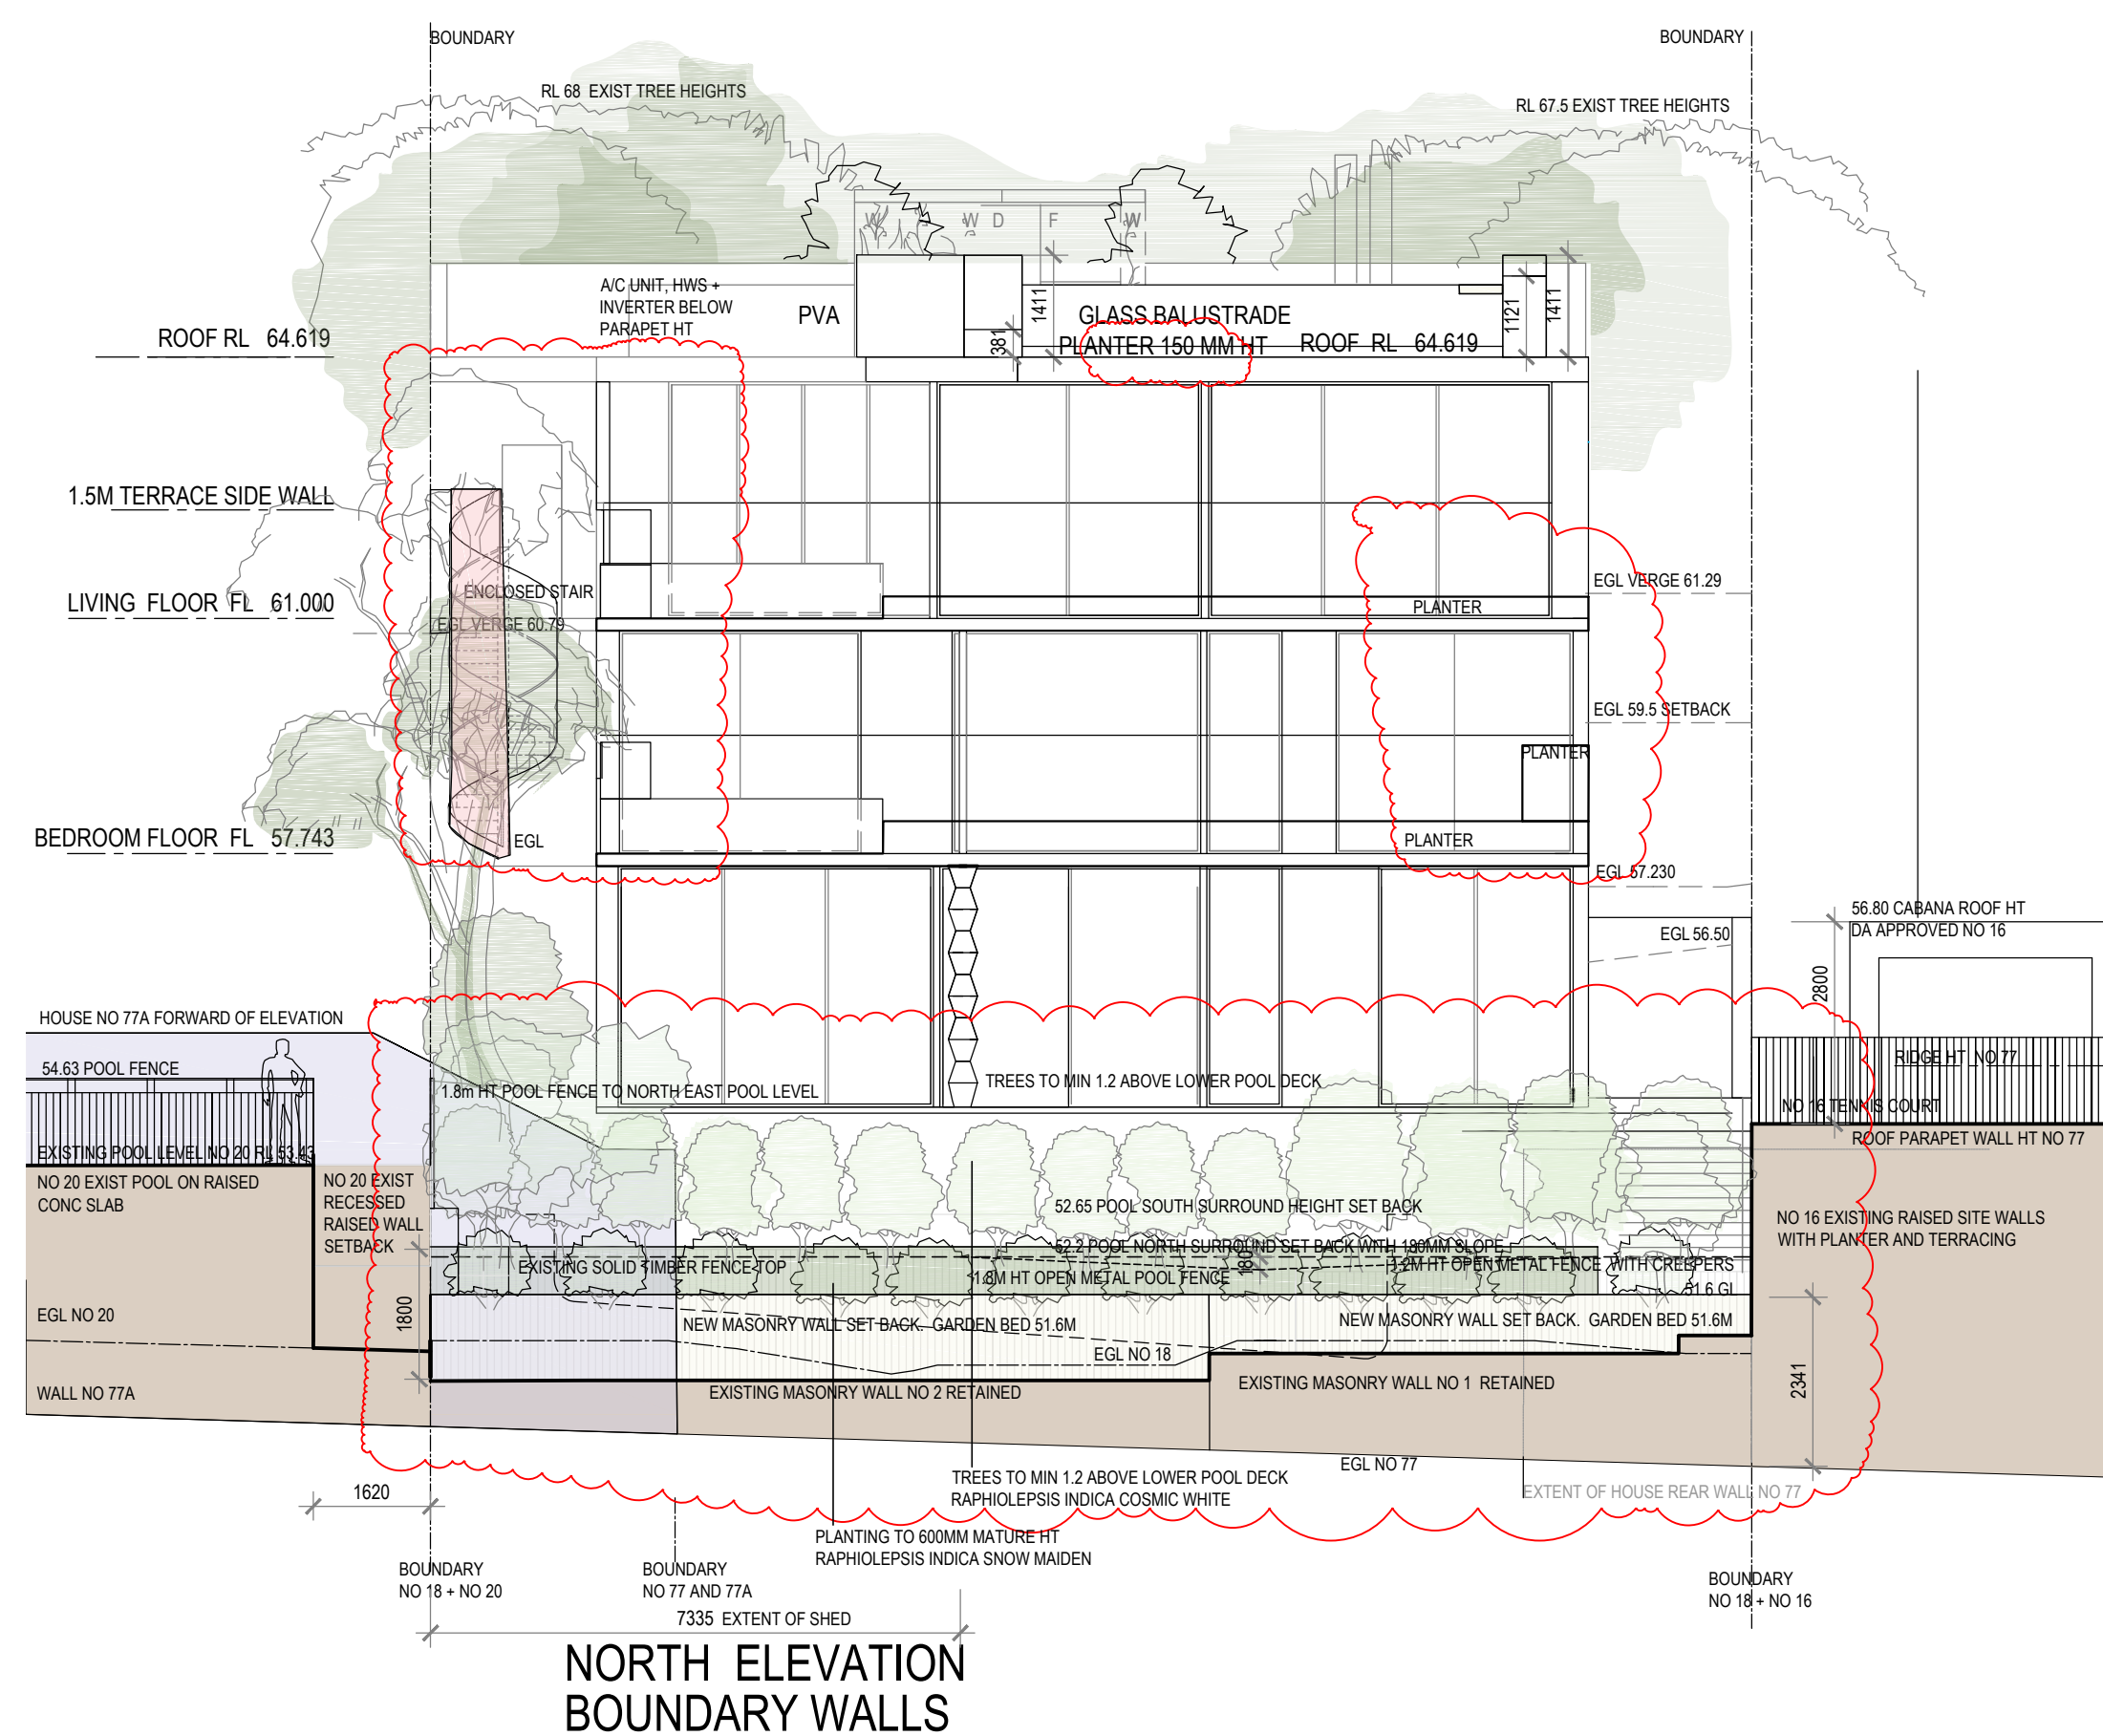 BOUNDARY
BOUNDARY
RL 68 EXIST TREE HEIGHTS
RL 67.5 EXIST TREE HEIGHTS
W W D F W
A/C UNIT, HWS +
INVERTER BELOW
PARAPET HT
PVA
1411
381
GLASS BALUSTRADE
PLANTER 150 MM HT
ROOF RL 64.619
1121
1411
ROOF RL 64.619
1.5M TERRACE SIDE WALL
LIVING FLOOR FL 61.000
BEDROOM FLOOR FL 57.743
ENCLOSED STAIR
EGL VERGE 60.79
EGL
PLANTER
EGL VERGE 61.29
EGL 59.5 SETBACK
PLANTER
PLANTER
EGL 57.230
EGL 56.50
56.80 CABANA ROOF HT
DA APPROVED NO 16
2800
HOUSE NO 77A FORWARD OF ELEVATION
54.63 POOL FENCE
1.8m HT POOL FENCE TO NORTH EAST POOL LEVEL
TREES TO MIN 1.2 ABOVE LOWER POOL DECK
RIDGE HT NO 77
NO 16 TENNIS COURT
ROOF PARAPET WALL HT NO 77
EXISTING POOL LEVEL NO 20 RL 53.43
NO 20 EXIST POOL ON RAISED
CONC SLAB
NO 20 EXIST
RECESSED
RAISED WALL
SETBACK
52.65 POOL SOUTH SURROUND HEIGHT SET BACK
NO 16 EXISTING RAISED SITE WALLS
WITH PLANTER AND TERRACING
52.2 POOL NORTH SURROUND SET BACK WITH 180MM SLOPE
180
EXISTING SOLID TIMBER FENCE TOP
1.8M HT OPEN METAL POOL FENCE
1.2M HT OPEN METAL FENCE WITH CREEPERS
51.6 GL
1800
EGL NO 20
NEW MASONRY WALL SET BACK. GARDEN BED 51.6M
NEW MASONRY WALL SET BACK. GARDEN BED 51.6M
EGL NO 18
WALL NO 77A
EXISTING MASONRY WALL NO 2 RETAINED
EXISTING MASONRY WALL NO 1 RETAINED
2341
EGL NO 77
TREES TO MIN 1.2 ABOVE LOWER POOL DECK
RAPHIOLEPSIS INDICA COSMIC WHITE
EXTENT OF HOUSE REAR WALL NO 77
1620
PLANTING TO 600MM MATURE HT
RAPHIOLEPSIS INDICA SNOW MAIDEN
BOUNDARY
NO 18 + NO 20
BOUNDARY
NO 77 AND 77A
BOUNDARY
NO 18 + NO 16
7335 EXTENT OF SHED
NORTH ELEVATION
BOUNDARY WALLS